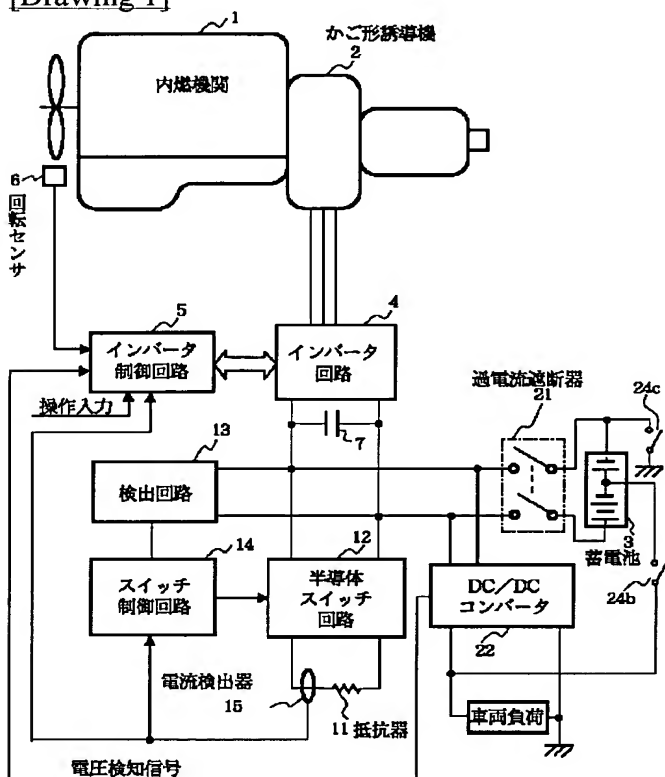 [Drawing 1]
1
かご形誘導機
2
内燃機関
6
回転センサ
5
インバータ
制御回路
4
インバータ
回路
操作入力
7
過電流遮断器
21
24c
13
検出回路
3
蓄電池
14
スイッチ
制御回路
12
半導体
スイッチ
回路
DC/DC
コンバータ
22
24b
電流検出器
15
11 抵抗器
車両負荷
電圧検知信号